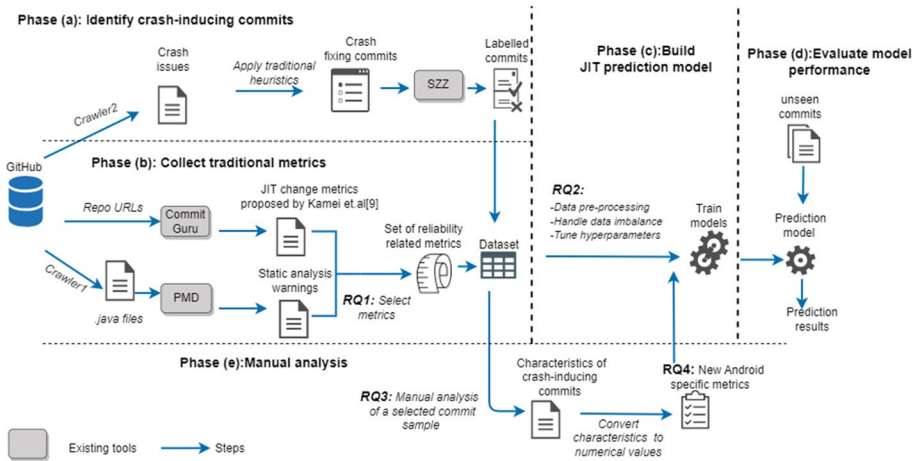 Phase (a): Identify crash-inducing commits
Crash
issues
Apply traditional
heuristics
Crash
fixing commits
SZZ
Labelled
commits
Crawler2
GitHub
Phase (b): Collect traditional metrics
Repo URLs
Commit
Guru
JIT change metrics
proposed by Kamei et.al[9]
Crawler1
.java files
PMD
Static analysis
warnings
RQ1: Select
metrics
Set of reliability
related metrics
Dataset
Phase (c):Build
JIT prediction model
RQ2:
-Data pre-processing
-Handle data imbalance
-Tune hyperparameters
Train
models
Phase (d):Evaluate model
performance
unseen
commits
Prediction
model
Prediction
results
Phase (e):Manual analysis
RQ3: Manual analysis
of a selected commit
sample
Characteristics of
crash-inducing
commits
Convert
characteristics to
numerical values
RQ4: New Android
specific metrics
Existing tools
Steps